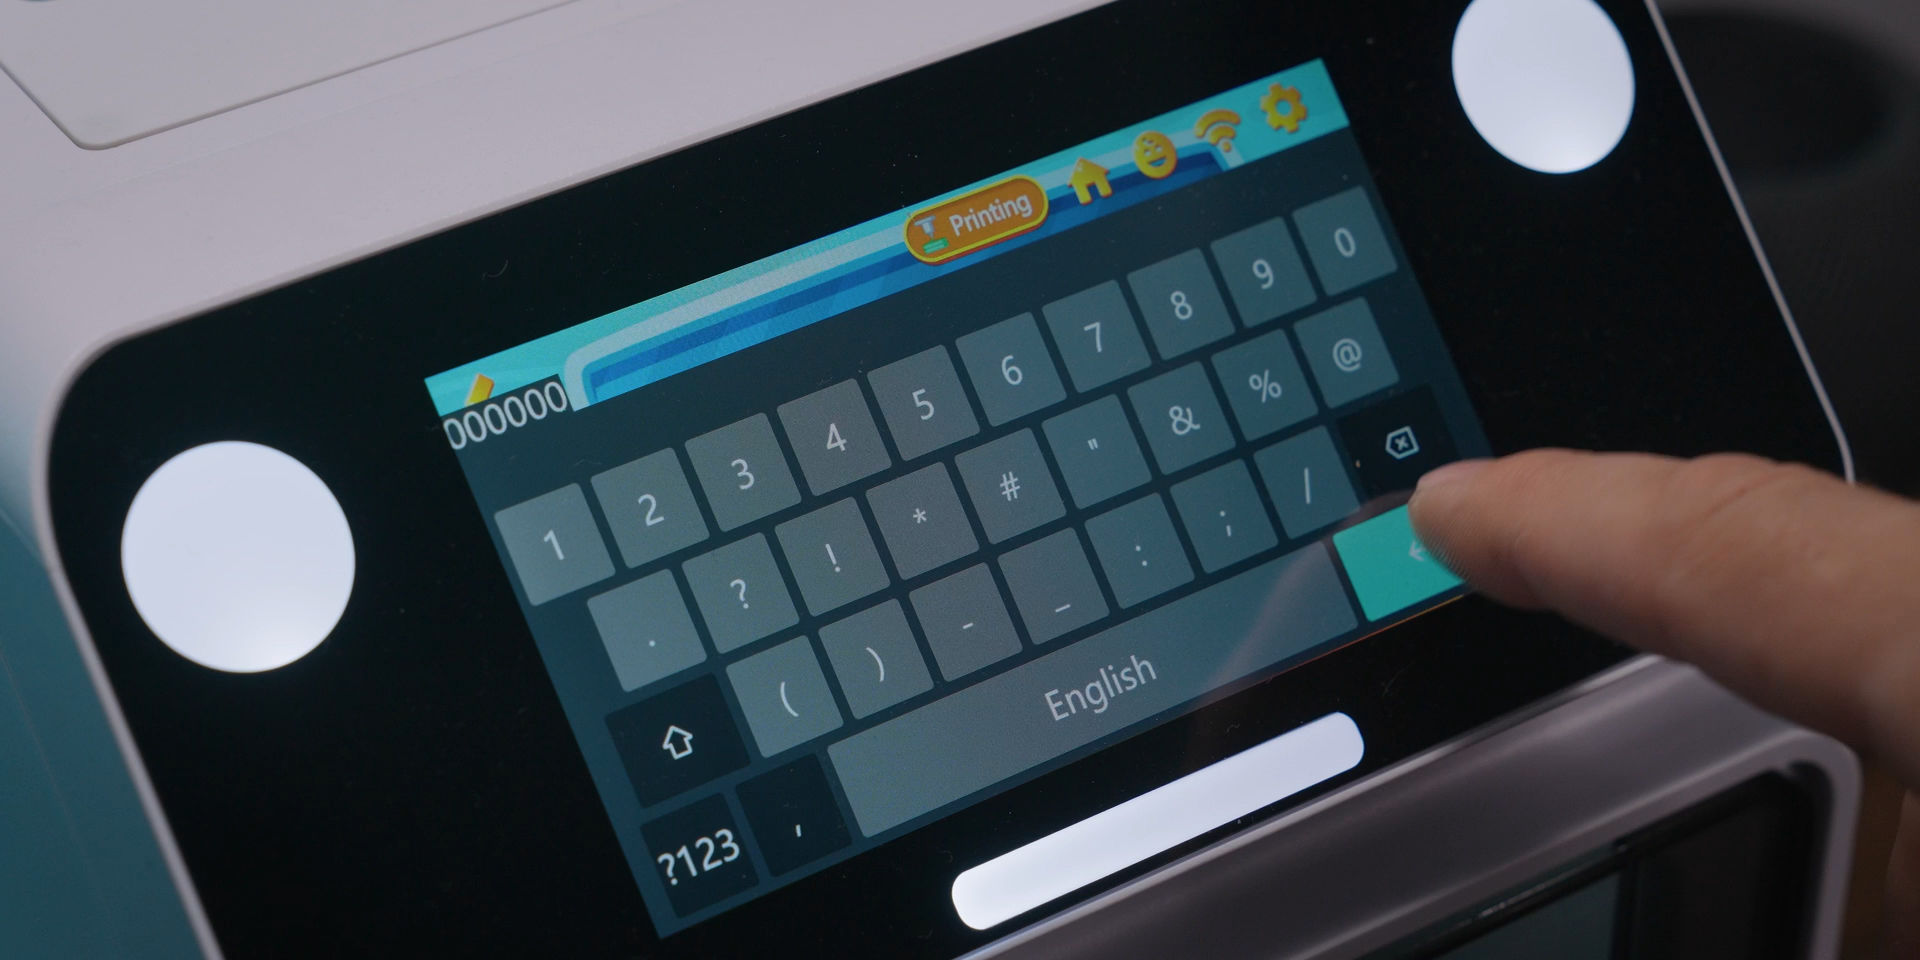 Printing
000000
1 2 3 4 5 6 7 8 9 0
. ? ! * # " & % @
( ) - _ : ; /
?123 , English